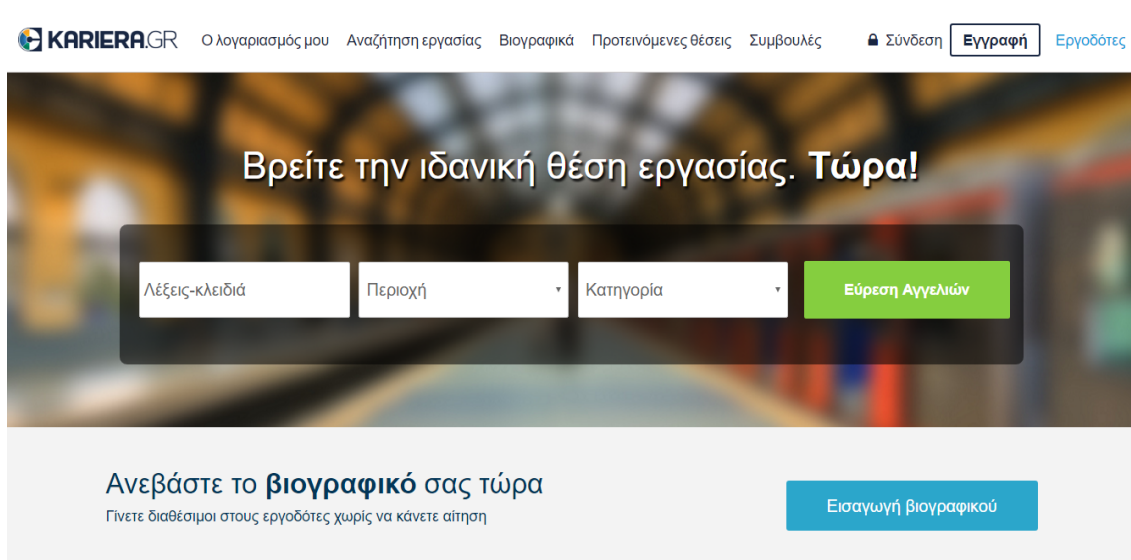 KARIERA.GR Ο λογαριασμός μου Αναζήτηση εργασίας Βιογραφικά Προτεινόμενες θέσεις Συμβουλές Σύνδεση Εγγραφή Εργοδότες
Βρείτε την ιδανική θέση εργασίας. Τώρα!
Λέξεις-κλειδιά Περιοχή Κατηγορία Εύρεση Αγγελιών
Ανεβάστε το βιογραφικό σας τώρα
Γίνετε διαθέσιμοι στους εργοδότες χωρίς να κάνετε αίτηση
Εισαγωγή βιογραφικού